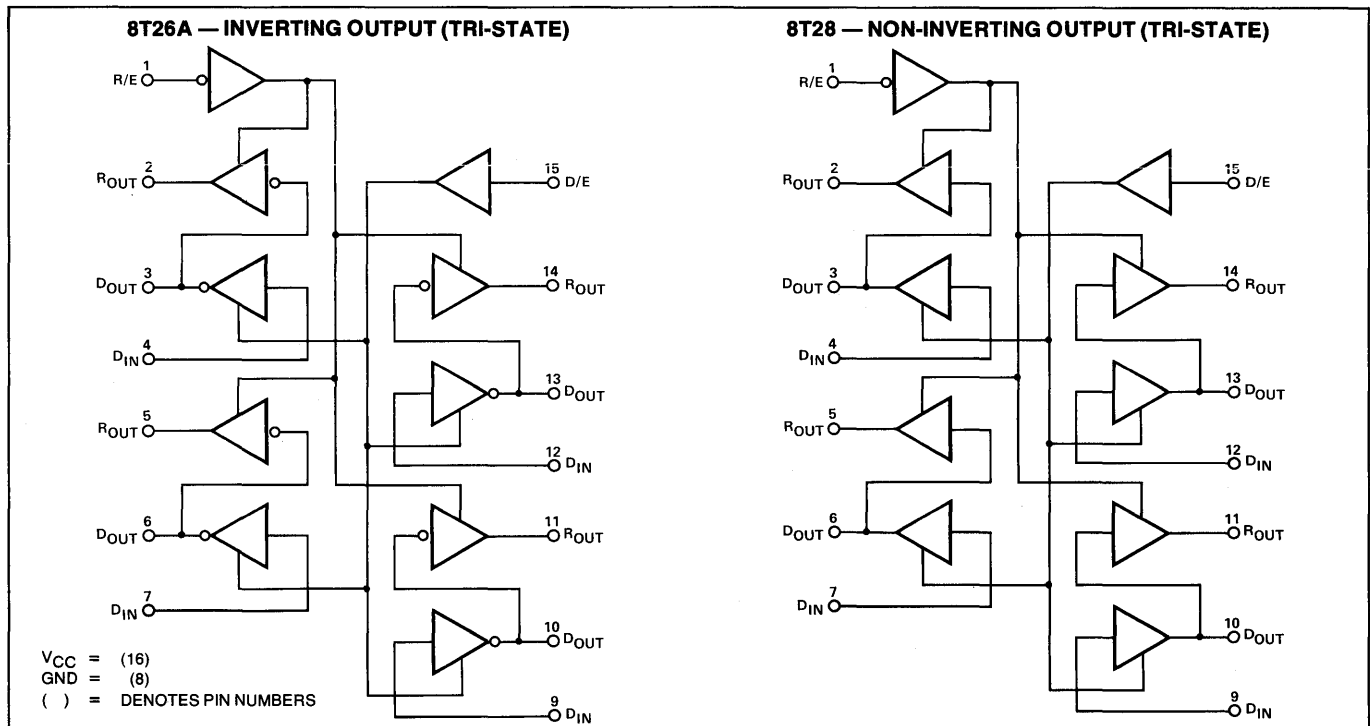 8T26A — INVERTING OUTPUT (TRI-STATE)
1
R/E
2
ROUT
15
D/E
3
DOUT
14
ROUT
4
DIN
13
DOUT
5
ROUT
12
DIN
6
DOUT
11
ROUT
7
DIN
10
DOUT
9
DIN
VCC = (16)
GND = (8)
( ) = DENOTES PIN NUMBERS
8T28 — NON-INVERTING OUTPUT (TRI-STATE)
1
R/E
2
ROUT
15
D/E
3
DOUT
14
ROUT
4
DIN
13
DOUT
5
ROUT
12
DIN
6
DOUT
11
ROUT
7
DIN
10
DOUT
9
DIN